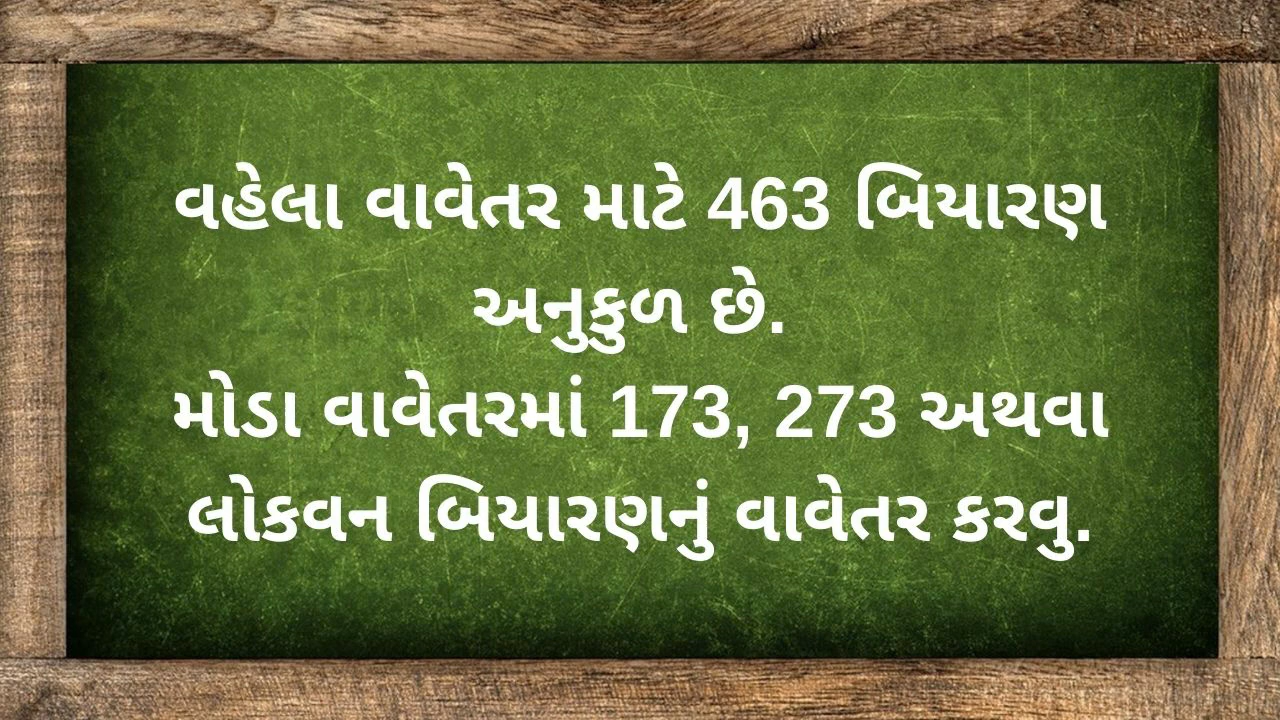 વહેલા વાવેતર માટે 463 બિયારણ
અનુકુળ છે.
મોડા વાવેતરમાં 173, 273 અથવા
લોકવન બિયારણનું વાવેતર કરવુ.